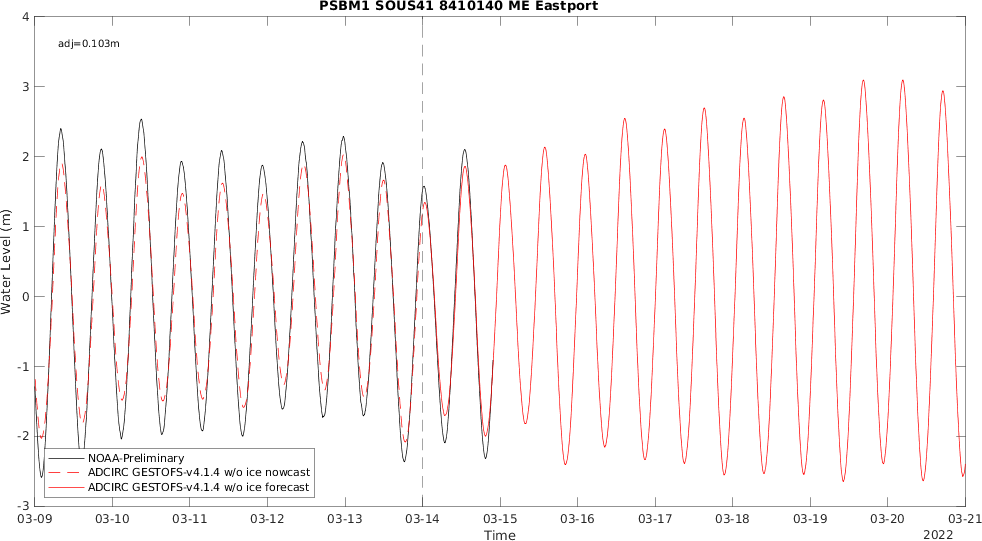 PSBM1 SOUS41 8410140 ME Eastport
adj=0.103m
Water Level (m)
4
3
2
1
0
-1
-2
-3
NOAA-Preliminary
ADCIRC GESTOFS-v4.1.4 w/o ice nowcast
ADCIRC GESTOFS-v4.1.4 w/o ice forecast
03-09 03-10 03-11 03-12 03-13 03-14 03-15 03-16 03-17 03-18 03-19 03-20 03-21
Time
2022